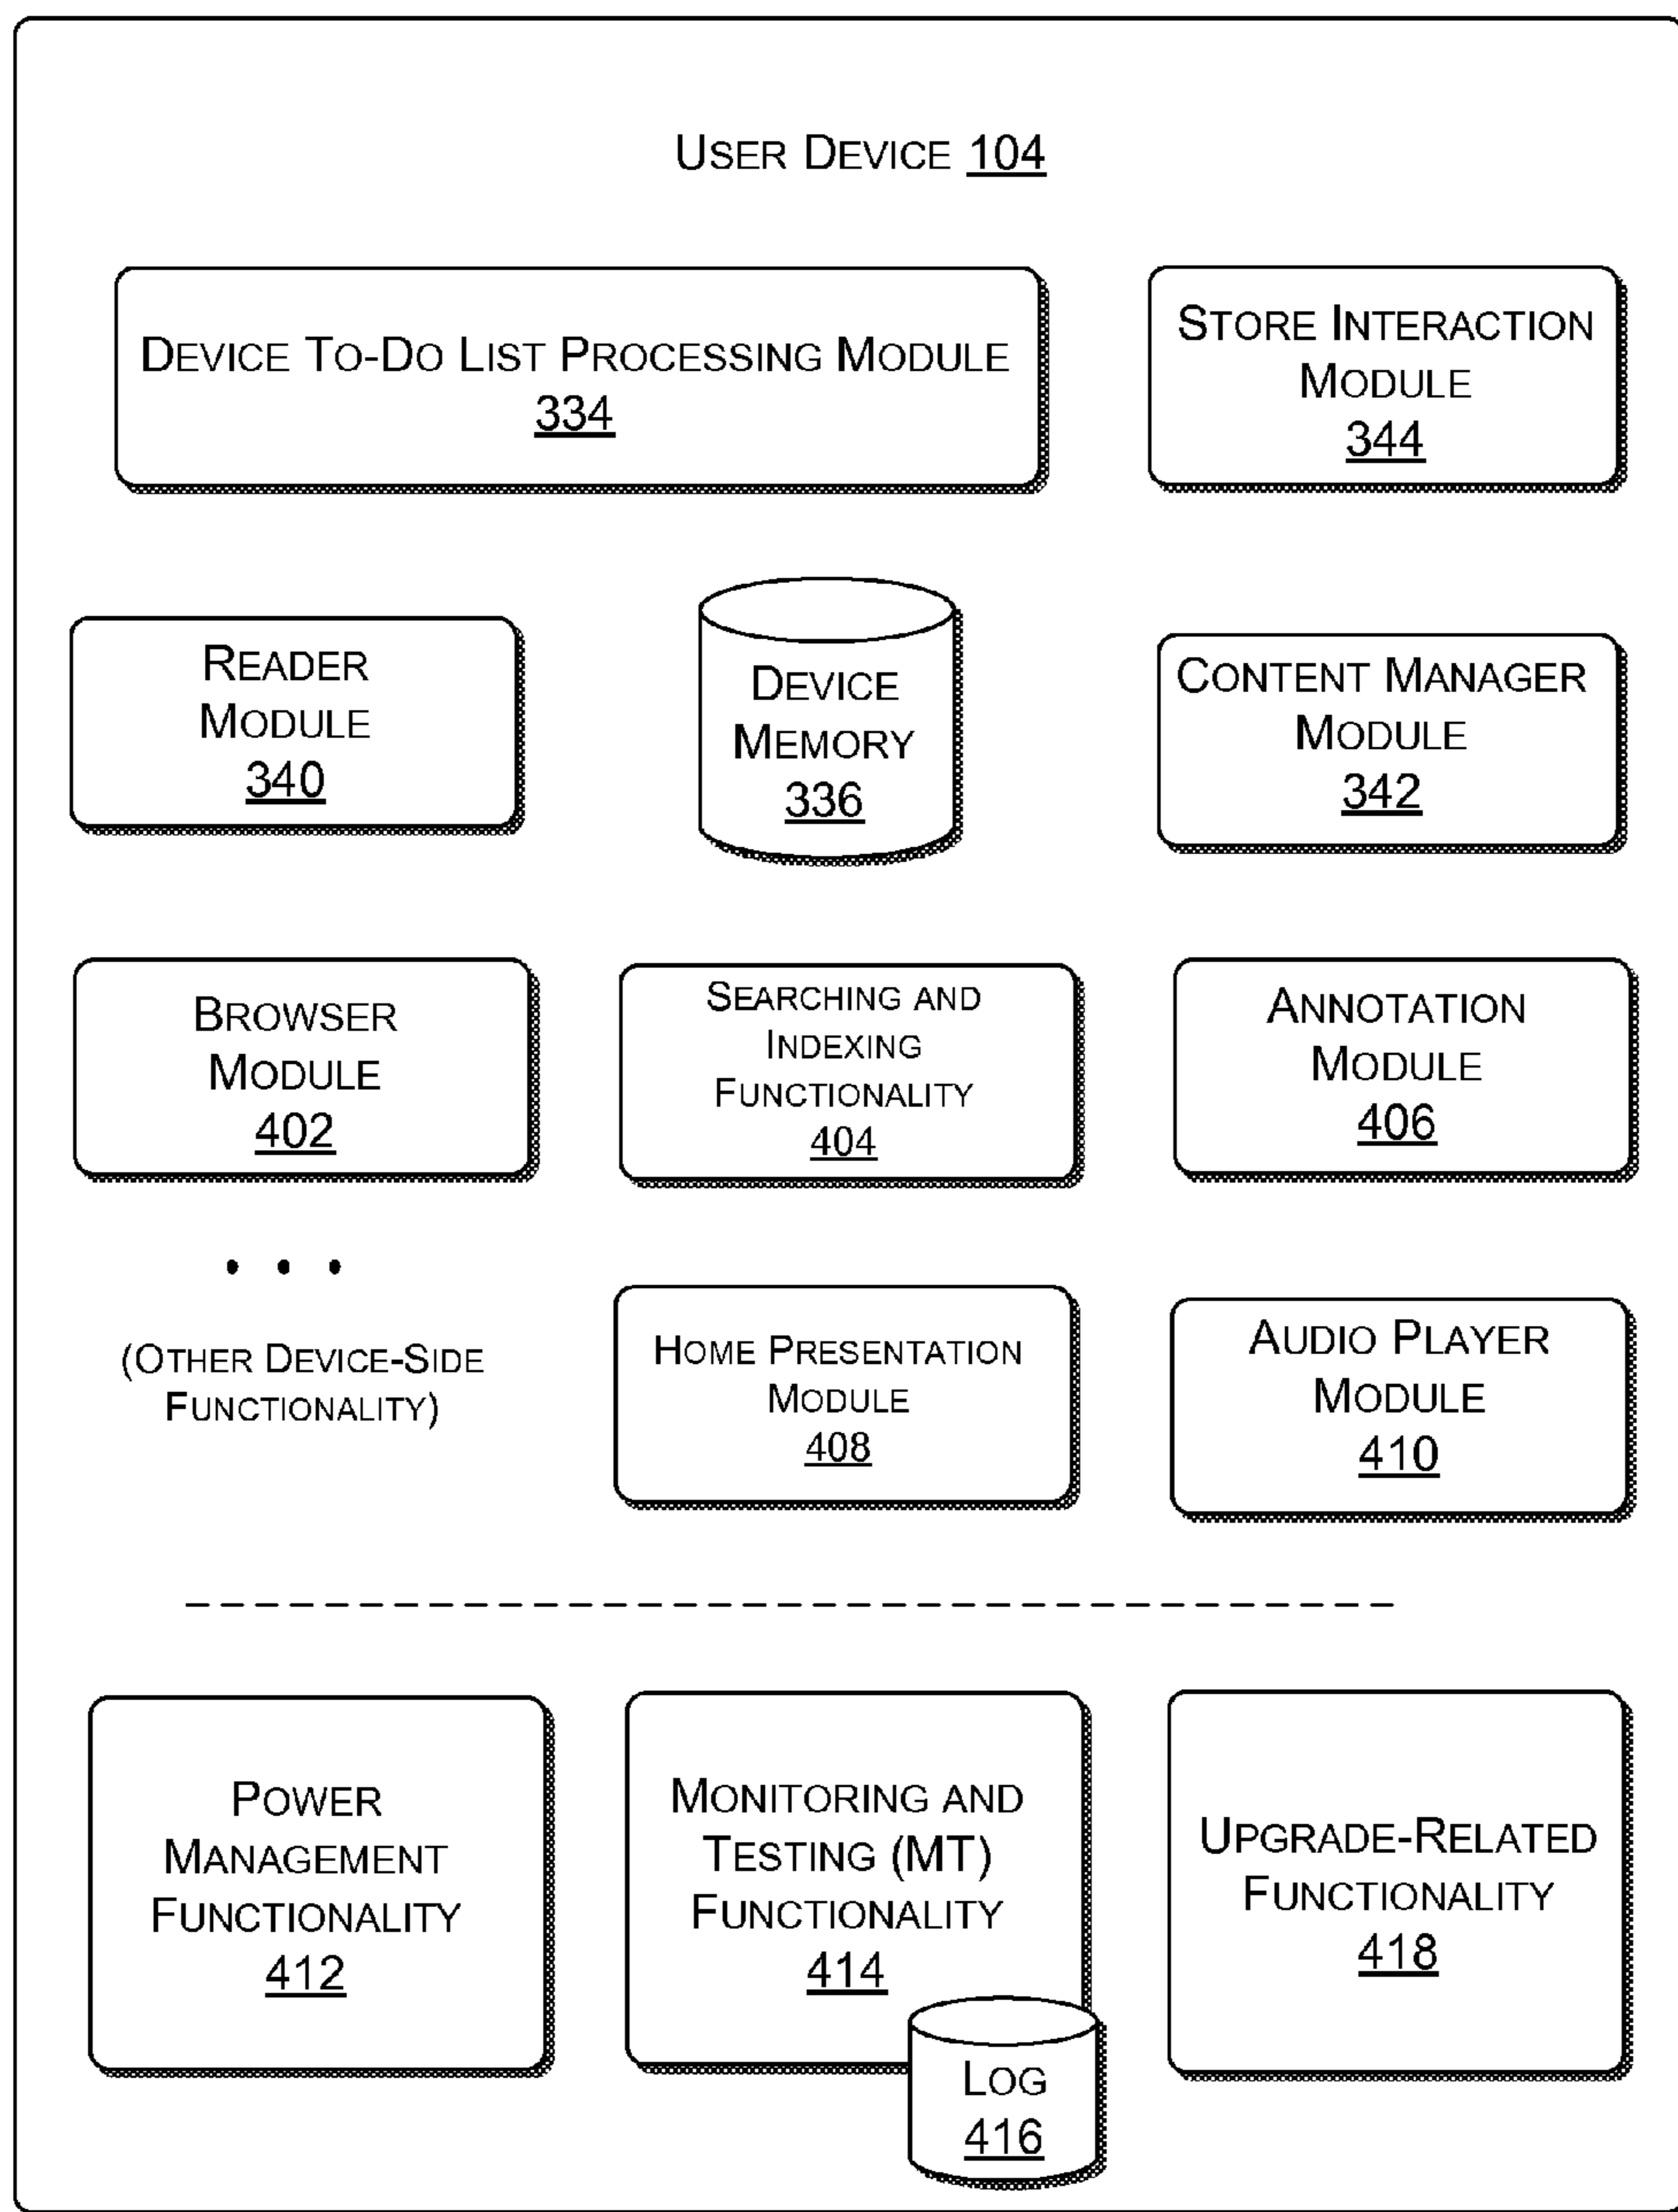 USER DEVICE 104
DEVICE TO-DO LIST PROCESSING MODULE
334
STORE INTERACTION
MODULE
344
READER
MODULE
340
DEVICE
MEMORY
336
CONTENT MANAGER
MODULE
342
BROWSER
MODULE
402
SEARCHING AND
INDEXING
FUNCTIONALITY
404
ANNOTATION
MODULE
406
• • •
(OTHER DEVICE-SIDE
FUNCTIONALITY)
HOME PRESENTATION
MODULE
408
AUDIO PLAYER
MODULE
410
POWER
MANAGEMENT
FUNCTIONALITY
412
MONITORING AND
TESTING (MT)
FUNCTIONALITY
414
LOG
416
UPGRADE-RELATED
FUNCTIONALITY
418